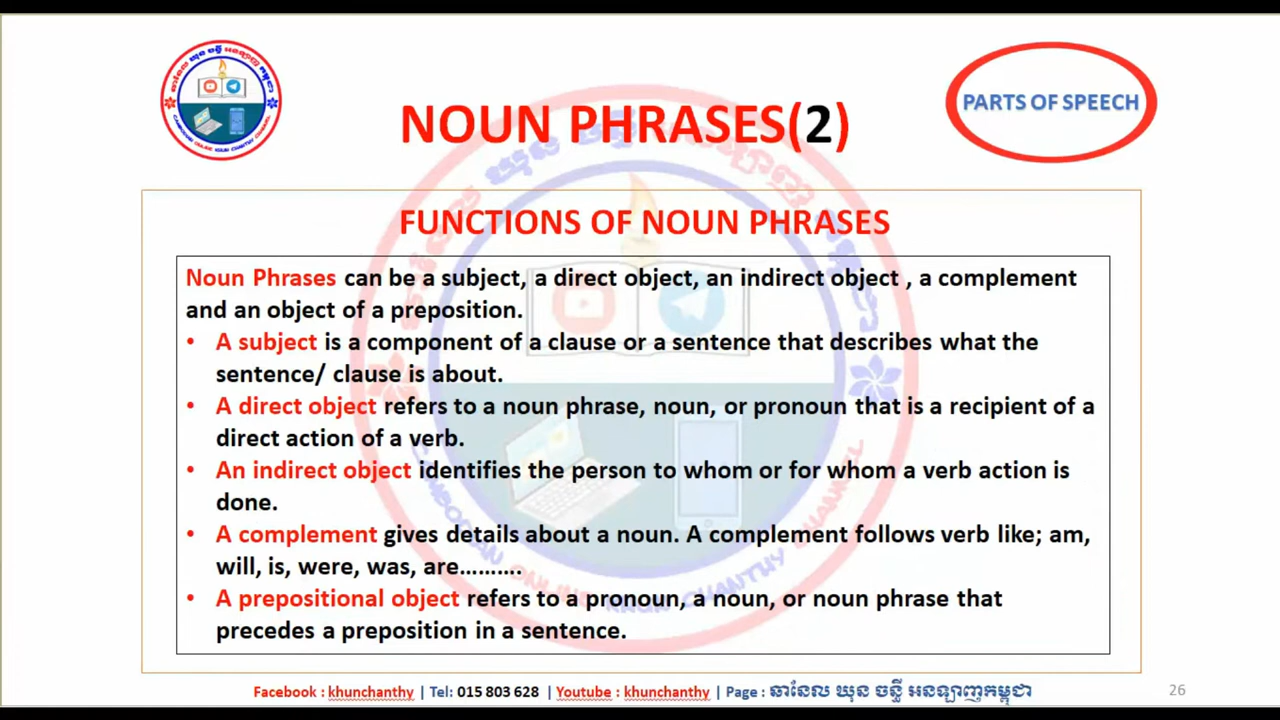 PARTS OF SPEECH
NOUN PHRASES(2)
FUNCTIONS OF NOUN PHRASES
Noun Phrases can be a subject, a direct object, an indirect object , a complement
and an object of a preposition.
• A subject is a component of a clause or a sentence that describes what the
sentence/ clause is about.
• A direct object refers to a noun phrase, noun, or pronoun that is a recipient of a
direct action of a verb.
• An indirect object identifies the person to whom or for whom a verb action is
done.
• A complement gives details about a noun. A complement follows verb like; am,
will, is, were, was, are..........
• A prepositional object refers to a pronoun, a noun, or noun phrase that
precedes a preposition in a sentence.
Facebook : khunchanthy | Tel: 015 803 628 | Youtube : khunchanthy | Page : ឆានែល ឃុន ចន្ធី អនឡាញកម្ពុជា
26